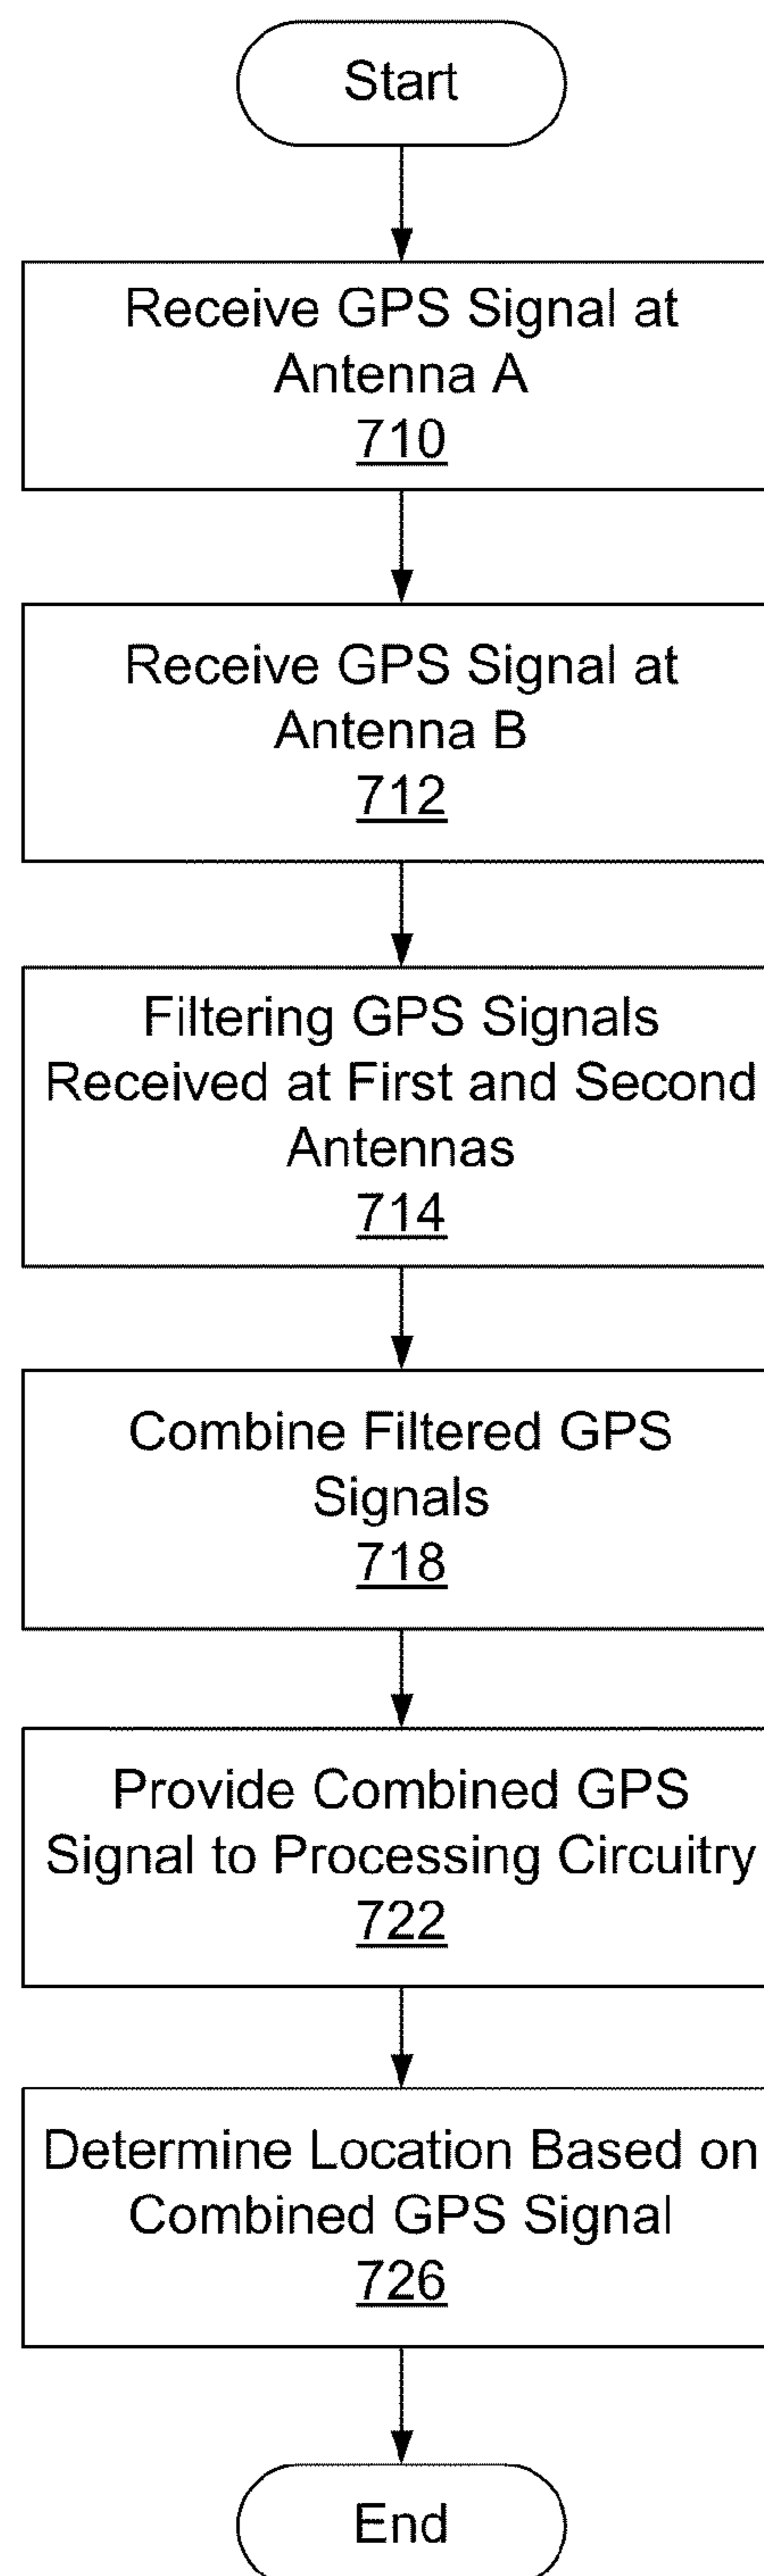 Start
Receive GPS Signal at
Antenna A
710
Receive GPS Signal at
Antenna B
712
Filtering GPS Signals
Received at First and Second
Antennas
714
Combine Filtered GPS
Signals
718
Provide Combined GPS
Signal to Processing Circuitry
722
Determine Location Based on
Combined GPS Signal
726
End